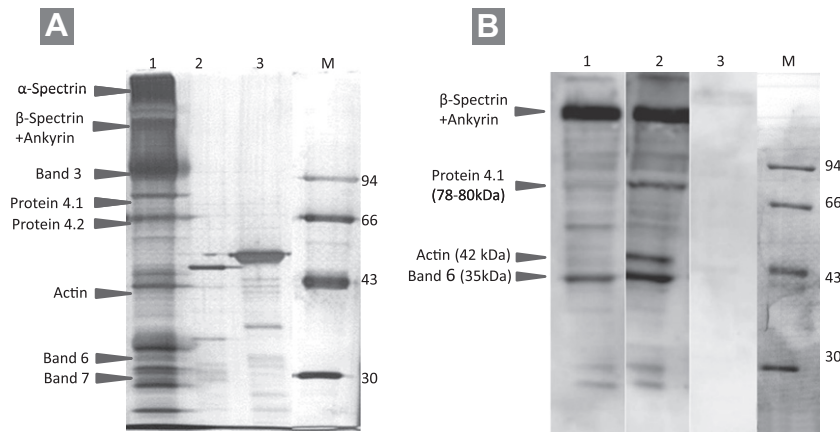 A
1 2 3 M
α-Spectrin
β-Spectrin
+Ankyrin
Band 3
Protein 4.1
Protein 4.2
Actin
Band 6
Band 7
94
66
43
30
B
1 2 3 M
β-Spectrin
+Ankyrin
Protein 4.1
(78-80kDa)
Actin (42 kDa)
Band 6 (35kDa)
94
66
43
30